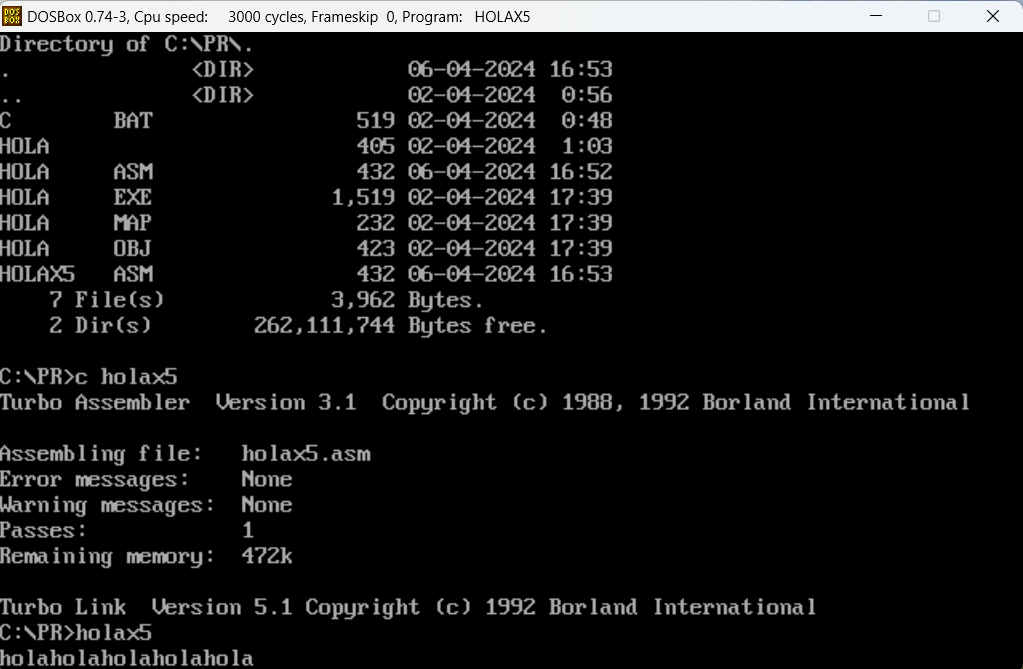 DOSBox 0.74-3, Cpu speed:    3000 cycles, Frameskip  0, Program:   HOLAX5
Directory of C:\PR\.
.              <DIR>            06-04-2024 16:53
..             <DIR>            02-04-2024  0:56
C        BAT                519 02-04-2024  0:48
HOLA                        405 02-04-2024  1:03
HOLA     ASM                432 06-04-2024 16:52
HOLA     EXE              1,519 02-04-2024 17:39
HOLA     MAP                232 02-04-2024 17:39
HOLA     OBJ                423 02-04-2024 17:39
HOLAX5   ASM                432 06-04-2024 16:53
    7 File(s)             3,962 Bytes.
    2 Dir(s)        262,111,744 Bytes free.
C:\PR>c holax5
Turbo Assembler  Version 3.1  Copyright (c) 1988, 1992 Borland International
Assembling file:   holax5.asm
Error messages:    None
Warning messages:  None
Passes:            1
Remaining memory:  472k
Turbo Link  Version 5.1 Copyright (c) 1992 Borland International
C:\PR>holax5
holaholaholaholahola